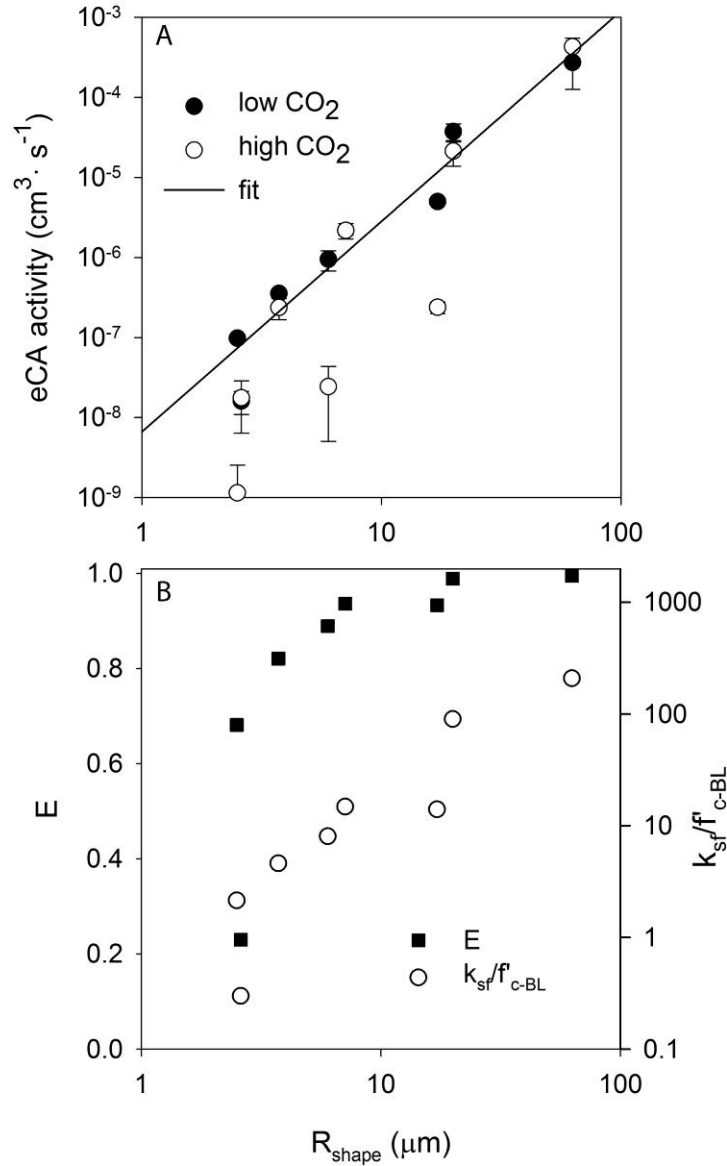 A
low CO2
high CO2
fit
eCA activity (cm3· s-1)
10-3
10-4
10-5
10-6
10-7
10-8
10-9
1
10
100
B
E
1.0
0.8
0.6
0.4
0.2
0.0
1000
100
10
1
0.1
ksf/f'c-BL
E
ksf/f'c-BL
1
10
100
Rshape (μm)